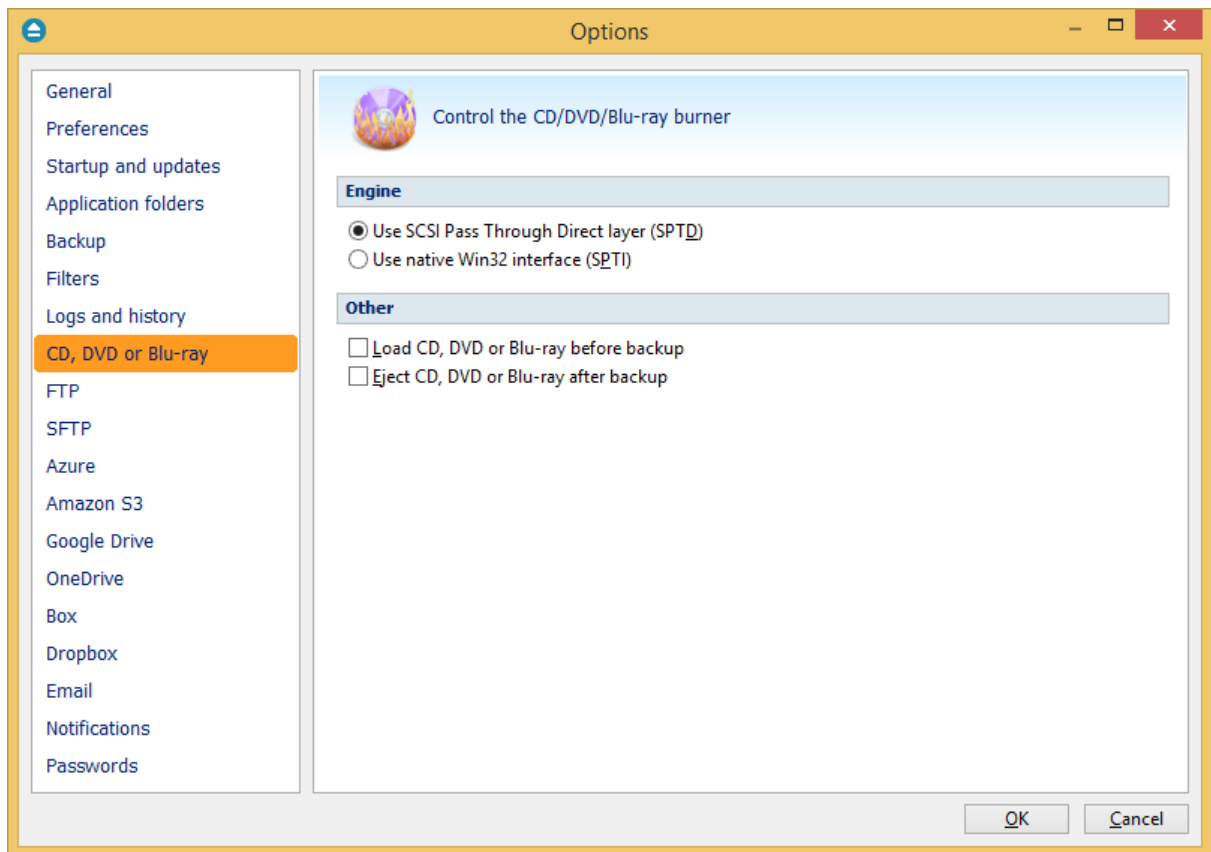 Options
General
Preferences
Startup and updates
Application folders
Backup
Filters
Logs and history
CD, DVD or Blu-ray
FTP
SFTP
Azure
Amazon S3
Google Drive
OneDrive
Box
Dropbox
Email
Notifications
Passwords
Control the CD/DVD/Blu-ray burner
Engine
Use SCSI Pass Through Direct layer (SPTD)
Use native Win32 interface (SPTI)
Other
Load CD, DVD or Blu-ray before backup
Eject CD, DVD or Blu-ray after backup
OK
Cancel